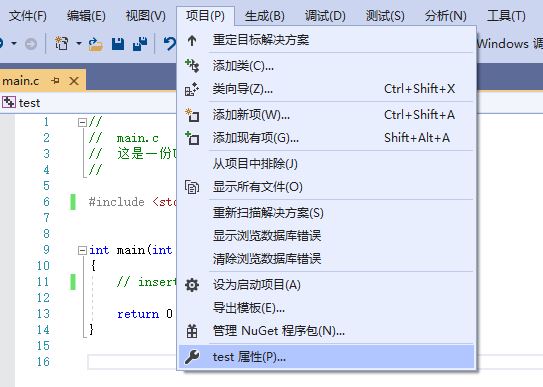 文件(F) 编辑(E) 视图(V) 项目(P) 生成(B) 调试(D) 测试(S) 分析(N) 工具(T)
重定目标解决方案
Windows 调
添加类(C)...
main.c
类向导(Z)... Ctrl+Shift+X
test
添加新项(W)... Ctrl+Shift+A
添加现有项(G)... Shift+Alt+A
从项目中排除(J)
显示所有文件(O)
重新扫描解决方案(S)
显示浏览数据库错误
清除浏览数据库错误
设为启动项目(A)
导出模板(E)...
管理 NuGet 程序包(N)...
test 属性(P)...
1 //
2 // main.c
3 // 这是一份
4 //
5
6 #include <std
7
8
9 int main(int
10 {
11 // insert
12
13 return 0
14 }
15
16